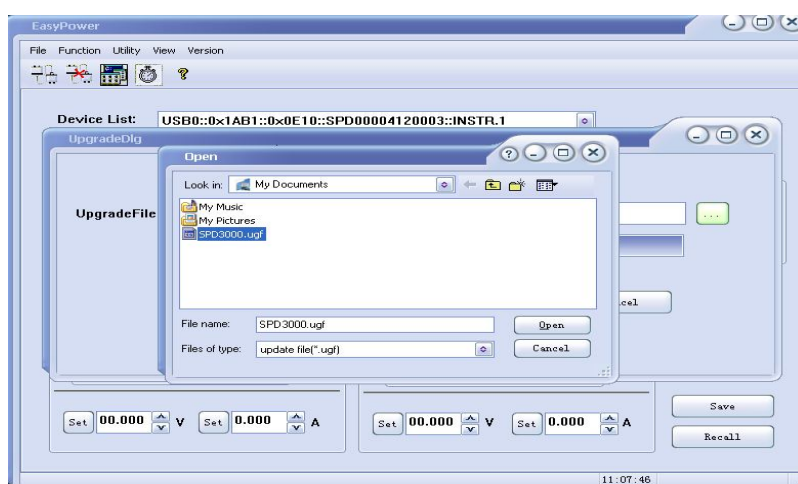 EasyPower
File Function Utility View Version
Device List: USB0::0x1AB1::0x0E10::SPD00004120003::INSTR.1
UpgradeDlg
Open
Look in: My Documents
My Music
My Pictures
SPD3000.ugf
UpgradeFile
...
File name: SPD3000.ugf Open
Files of type: update file(*.ugf) Cancel
cel
Set 00.000 V Set 0.000 A Set 00.000 V Set 0.000 A
Save
Recall
11:07:46